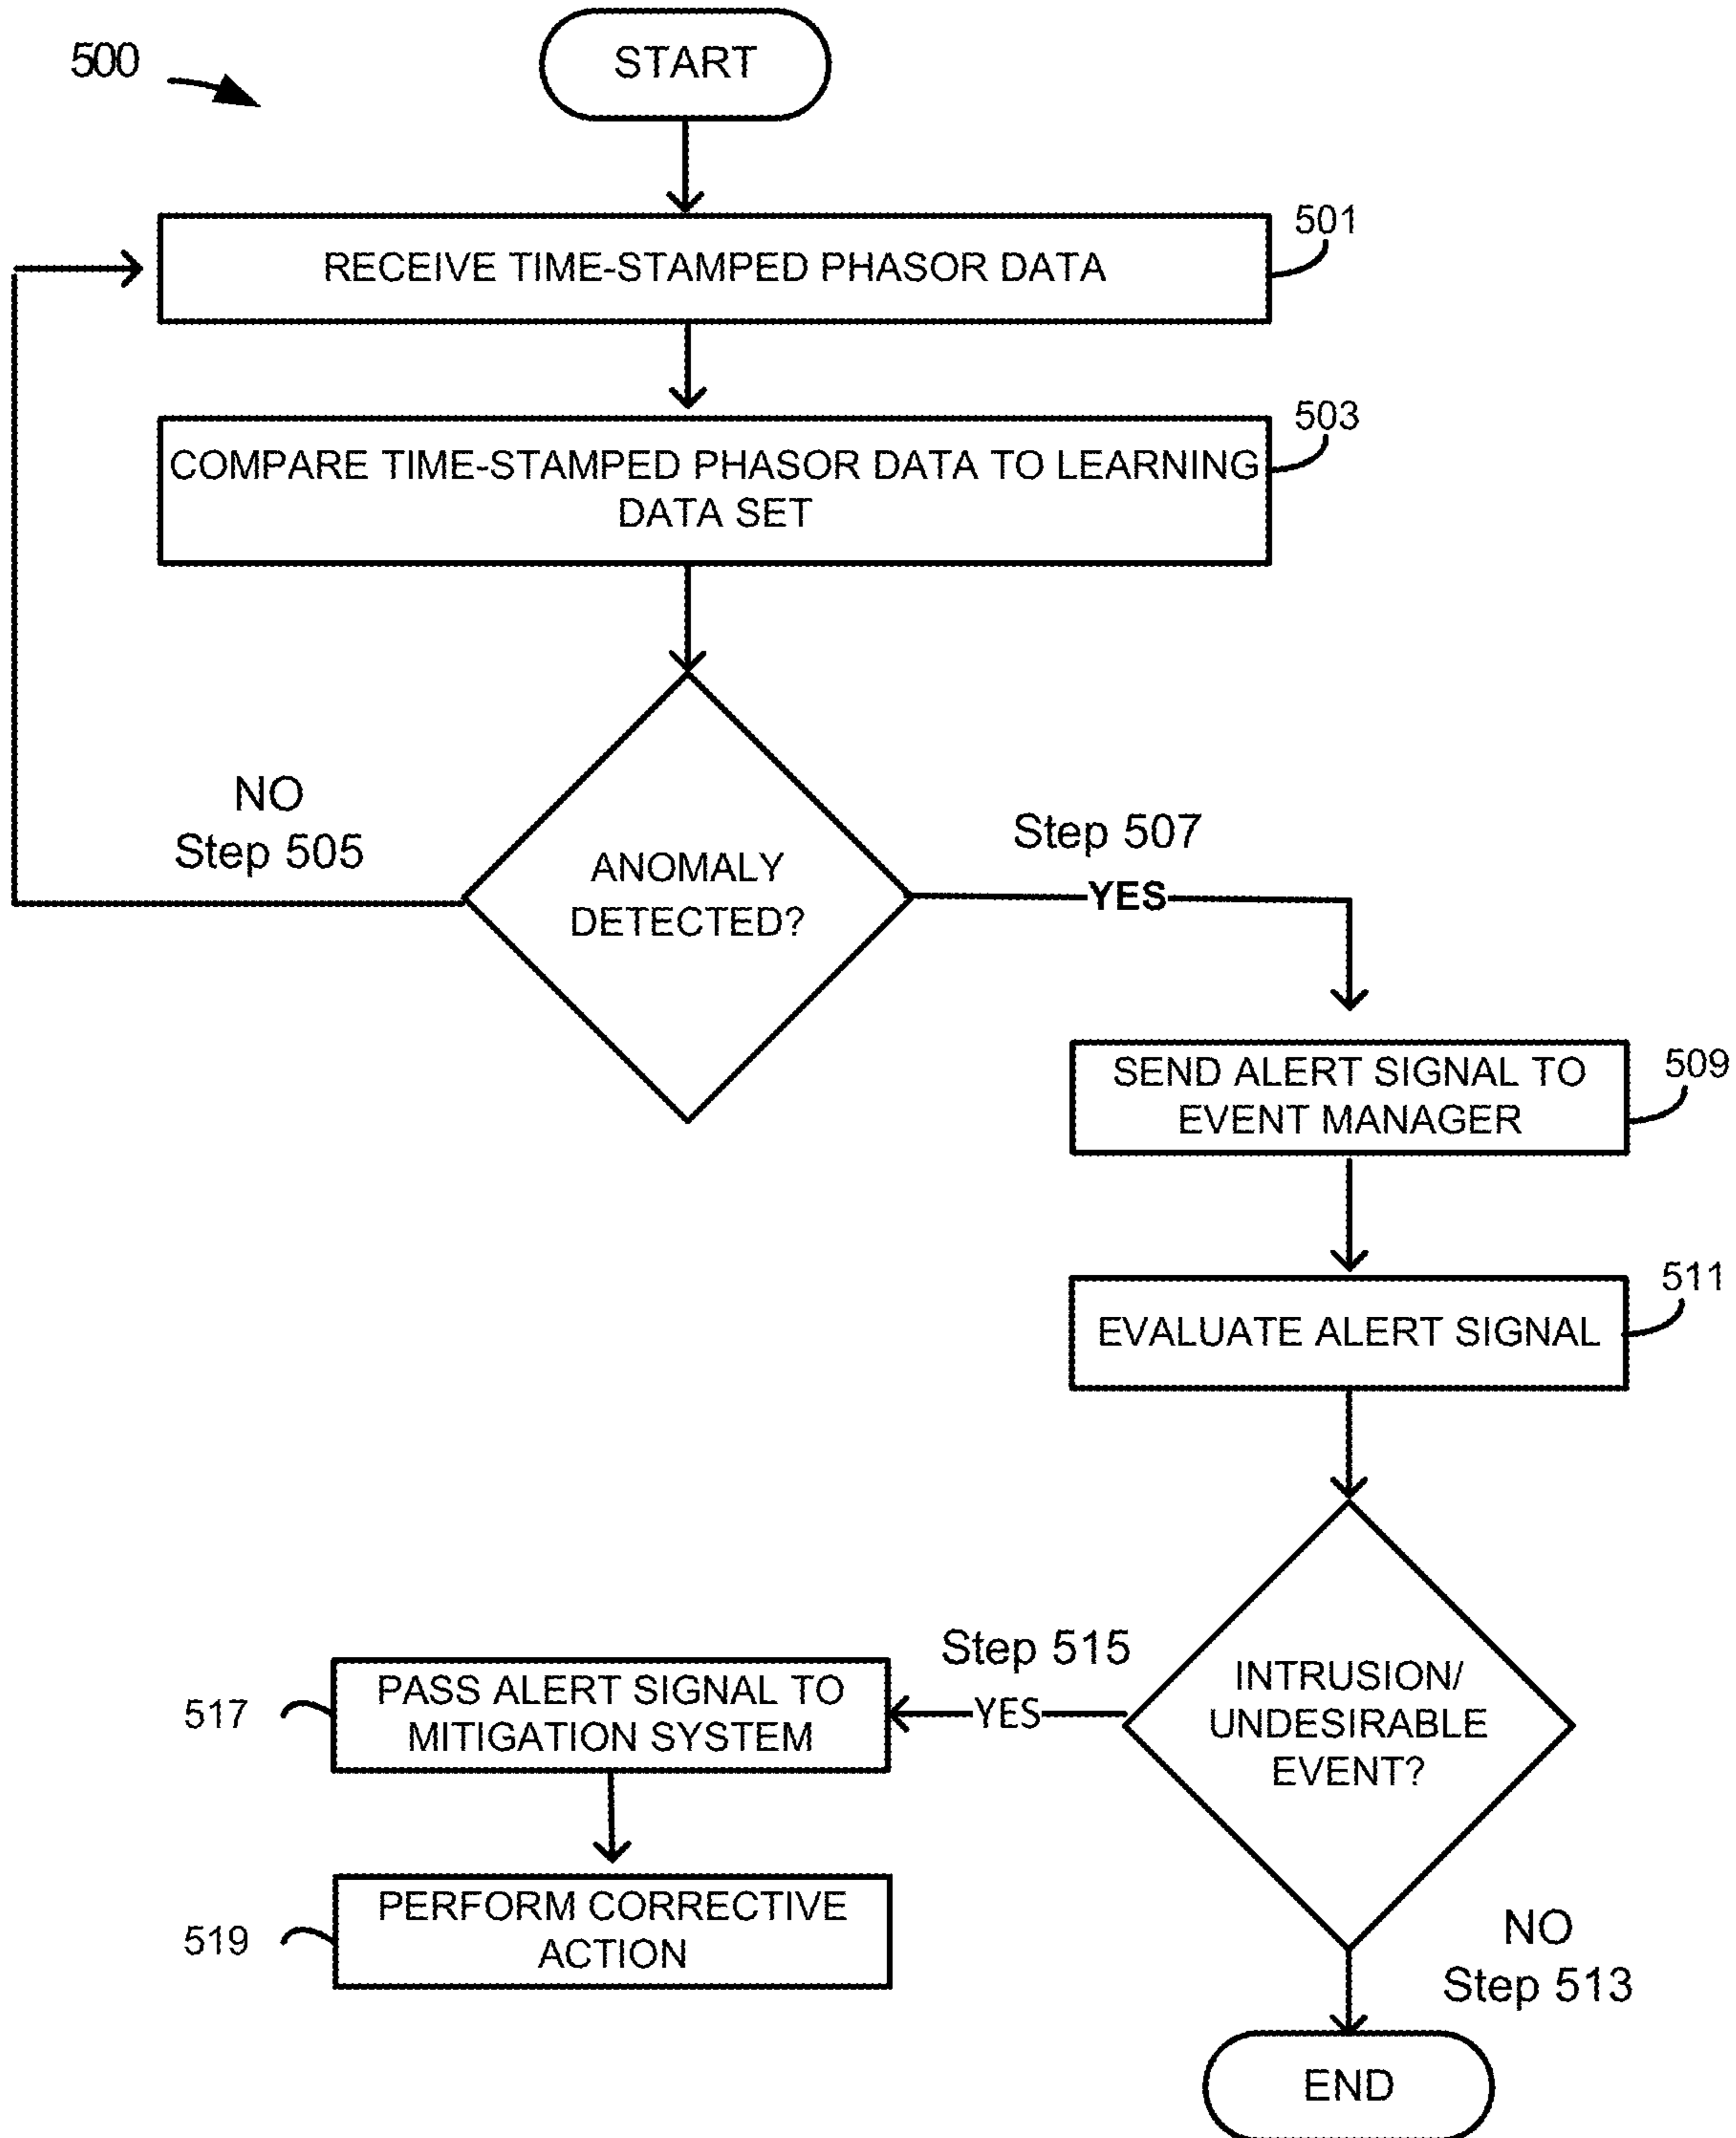 500
START
501
RECEIVE TIME-STAMPED PHASOR DATA
503
COMPARE TIME-STAMPED PHASOR DATA TO LEARNING
DATA SET
NO
Step 505
ANOMALY
DETECTED?
Step 507
YES
509
SEND ALERT SIGNAL TO
EVENT MANAGER
511
EVALUATE ALERT SIGNAL
INTRUSION/
UNDESIRABLE
EVENT?
Step 515
YES
517
PASS ALERT SIGNAL TO
MITIGATION SYSTEM
519
PERFORM CORRECTIVE
ACTION
NO
Step 513
END